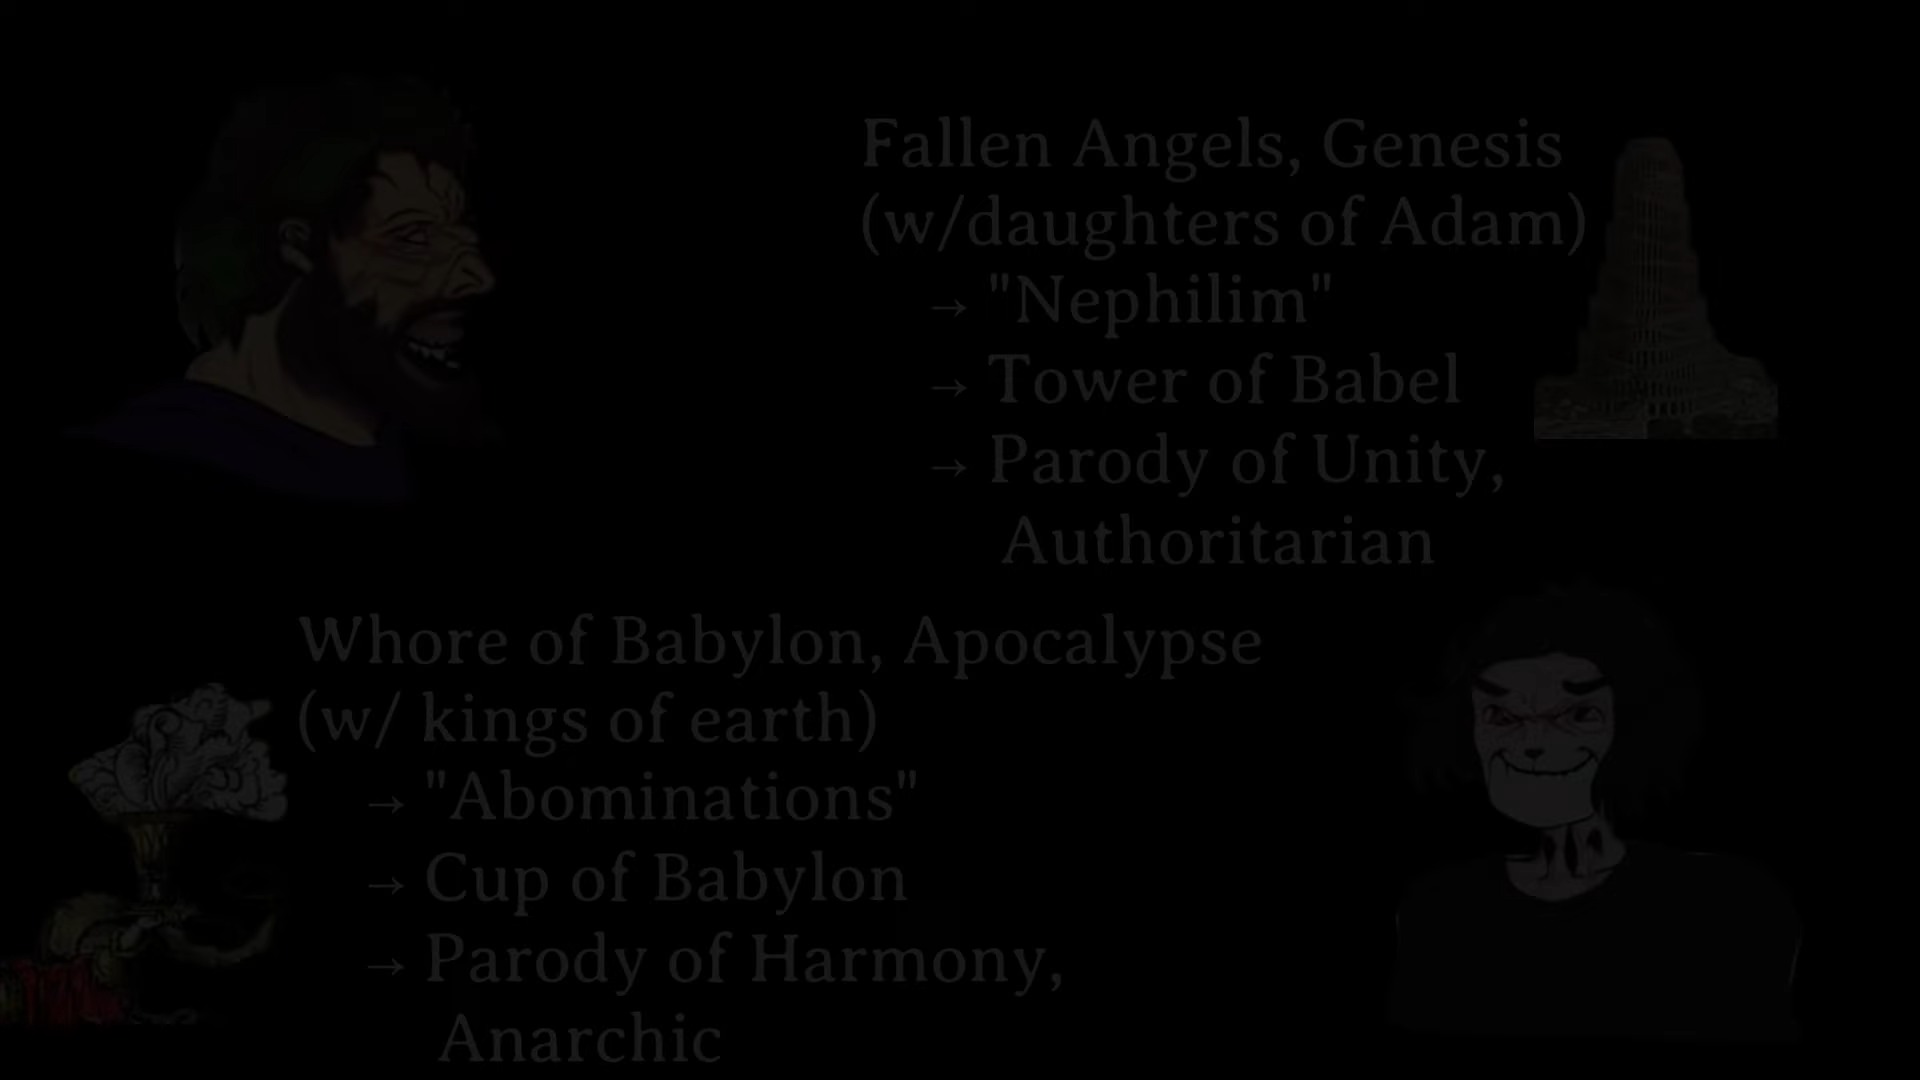 Fallen Angels, Genesis
(w/daughters of Adam)
→ "Nephilim"
→ Tower of Babel
→ Parody of Unity,
Authoritarian
Whore of Babylon, Apocalypse
(w/ kings of earth)
→ "Abominations"
→ Cup of Babylon
→ Parody of Harmony,
Anarchic